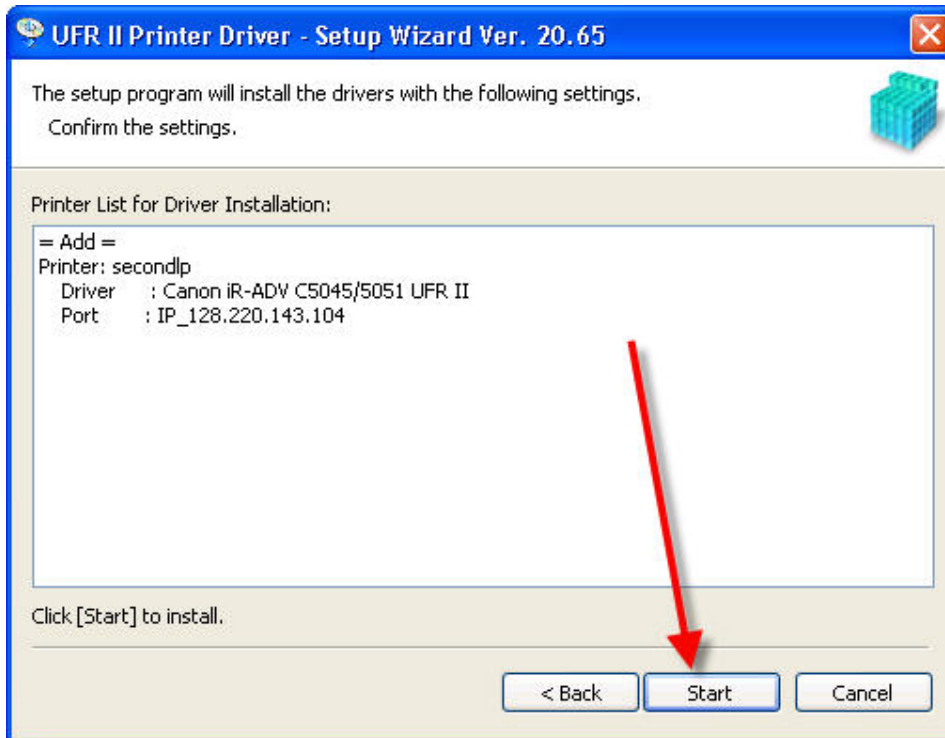 UFR II Printer Driver - Setup Wizard Ver. 20.65
The setup program will install the drivers with the following settings.
Confirm the settings.
Printer List for Driver Installation:
= Add =
Printer: secondlp
Driver : Canon iR-ADV C5045/5051 UFR II
Port : IP_128.220.143.104
Click [Start] to install.
< Back Start Cancel